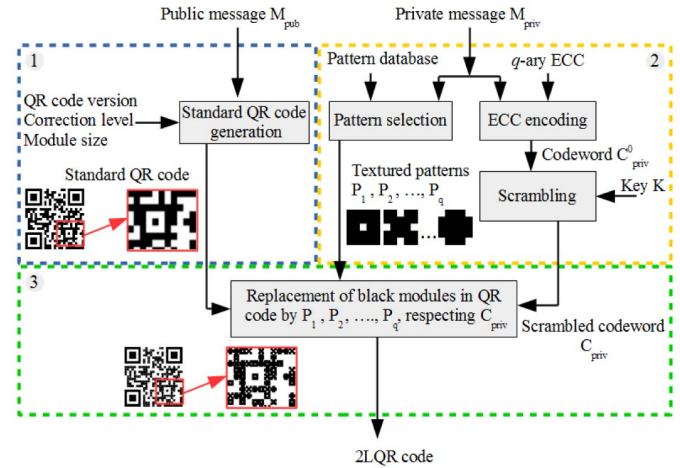 Public message M_pub
Private message M_priv
1
2
Pattern database
q-ary ECC
QR code version
Correction level
Module size
Standard QR code
generation
Pattern selection
ECC encoding
Codeword C^0_priv
Standard QR code
Textured patterns
P_1, P_2, ..., P_q
Scrambling
Key K
...
3
Replacement of black modules in QR
code by P_1, P_2, ...., P_q, respecting C_priv
Scrambled codeword
C_priv
2LQR code